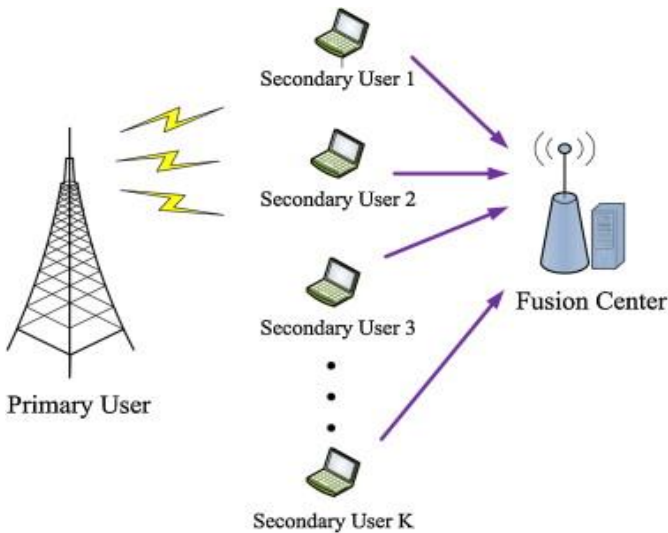 Secondary User 1
Secondary User 2
Secondary User 3
Fusion Center
Primary User
Secondary User K